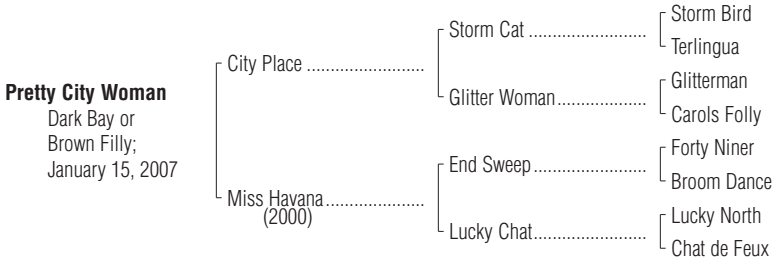 Pretty City Woman
Dark Bay or
Brown Filly;
January 15, 2007
City Place ........................
Miss Havana ....................
(2000)
Storm Cat ........................
Glitter Woman ..................
End Sweep .......................
Lucky Chat .......................
Storm Bird
Terlingua
Glitterman
Carols Folly
Forty Niner
Broom Dance
Lucky North
Chat de Feux